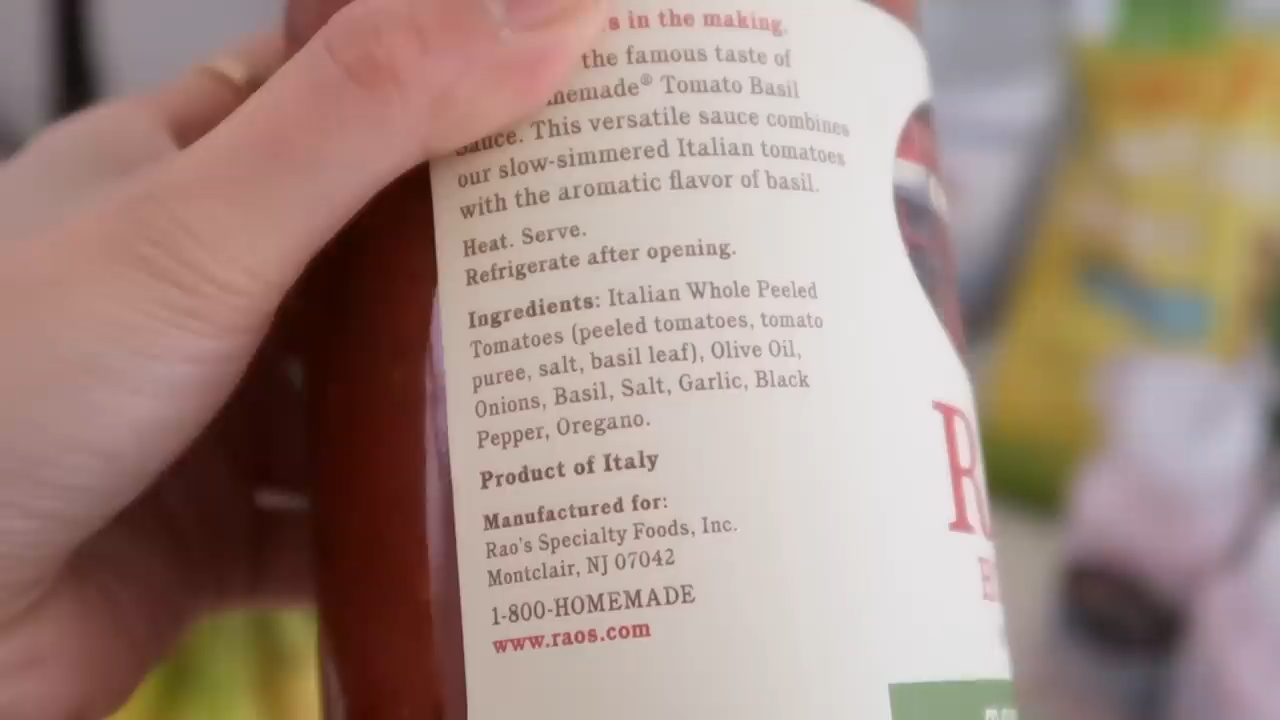 s in the making.
the famous taste of
memade® Tomato Basil
Sauce. This versatile sauce combines
our slow-simmered Italian tomatoes
with the aromatic flavor of basil.
Heat. Serve.
Refrigerate after opening.
Ingredients: Italian Whole Peeled
Tomatoes (peeled tomatoes, tomato
puree, salt, basil leaf), Olive Oil,
Onions, Basil, Salt, Garlic, Black
Pepper, Oregano.
Product of Italy
Manufactured for:
Rao's Specialty Foods, Inc.
Montclair, NJ 07042
1-800-HOMEMADE
www.raos.com